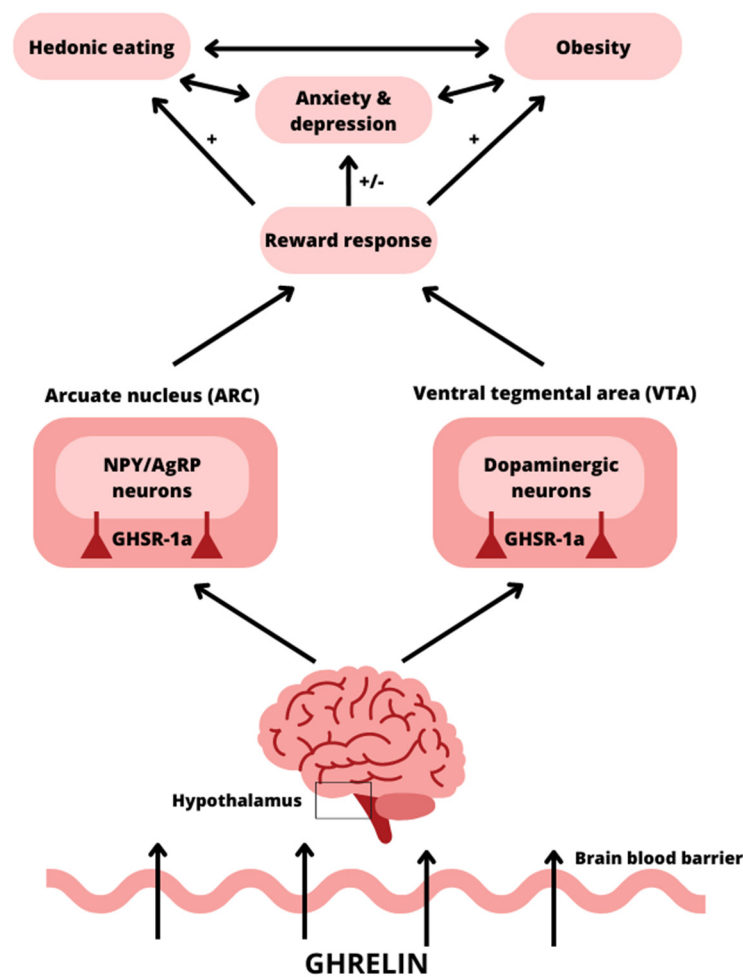 Hedonic eating
Obesity
Anxiety &
depression
+
+
+/-
Reward response
Arcuate nucleus (ARC)
Ventral tegmental area (VTA)
NPY/AgRP
neurons
GHSR-1a
Dopaminergic
neurons
GHSR-1a
Hypothalamus
Brain blood barrier
GHRELIN